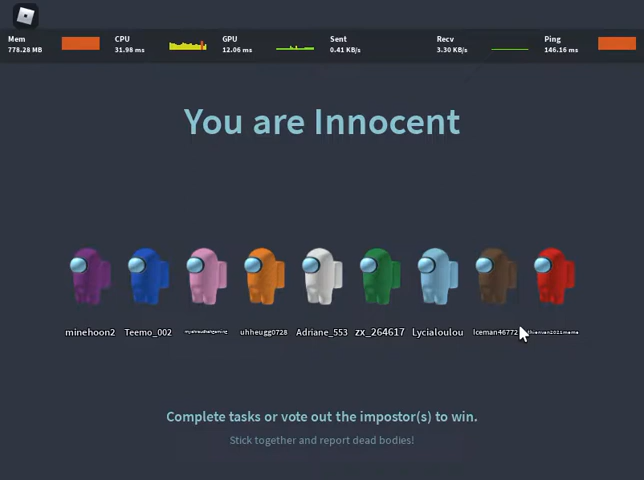 Mem CPU GPU Sent Recv Ping
778.28 MB 31.98 ms 12.06 ms 0.41 KB/s 3.30 KB/s 146.16 ms
You are Innocent
minehoon2 Teemo_002 uhheugg0728 Adriane_553 zx_264617 Lycialoulou Iceman46772
Complete tasks or vote out the impostor(s) to win.
Stick together and report dead bodies!